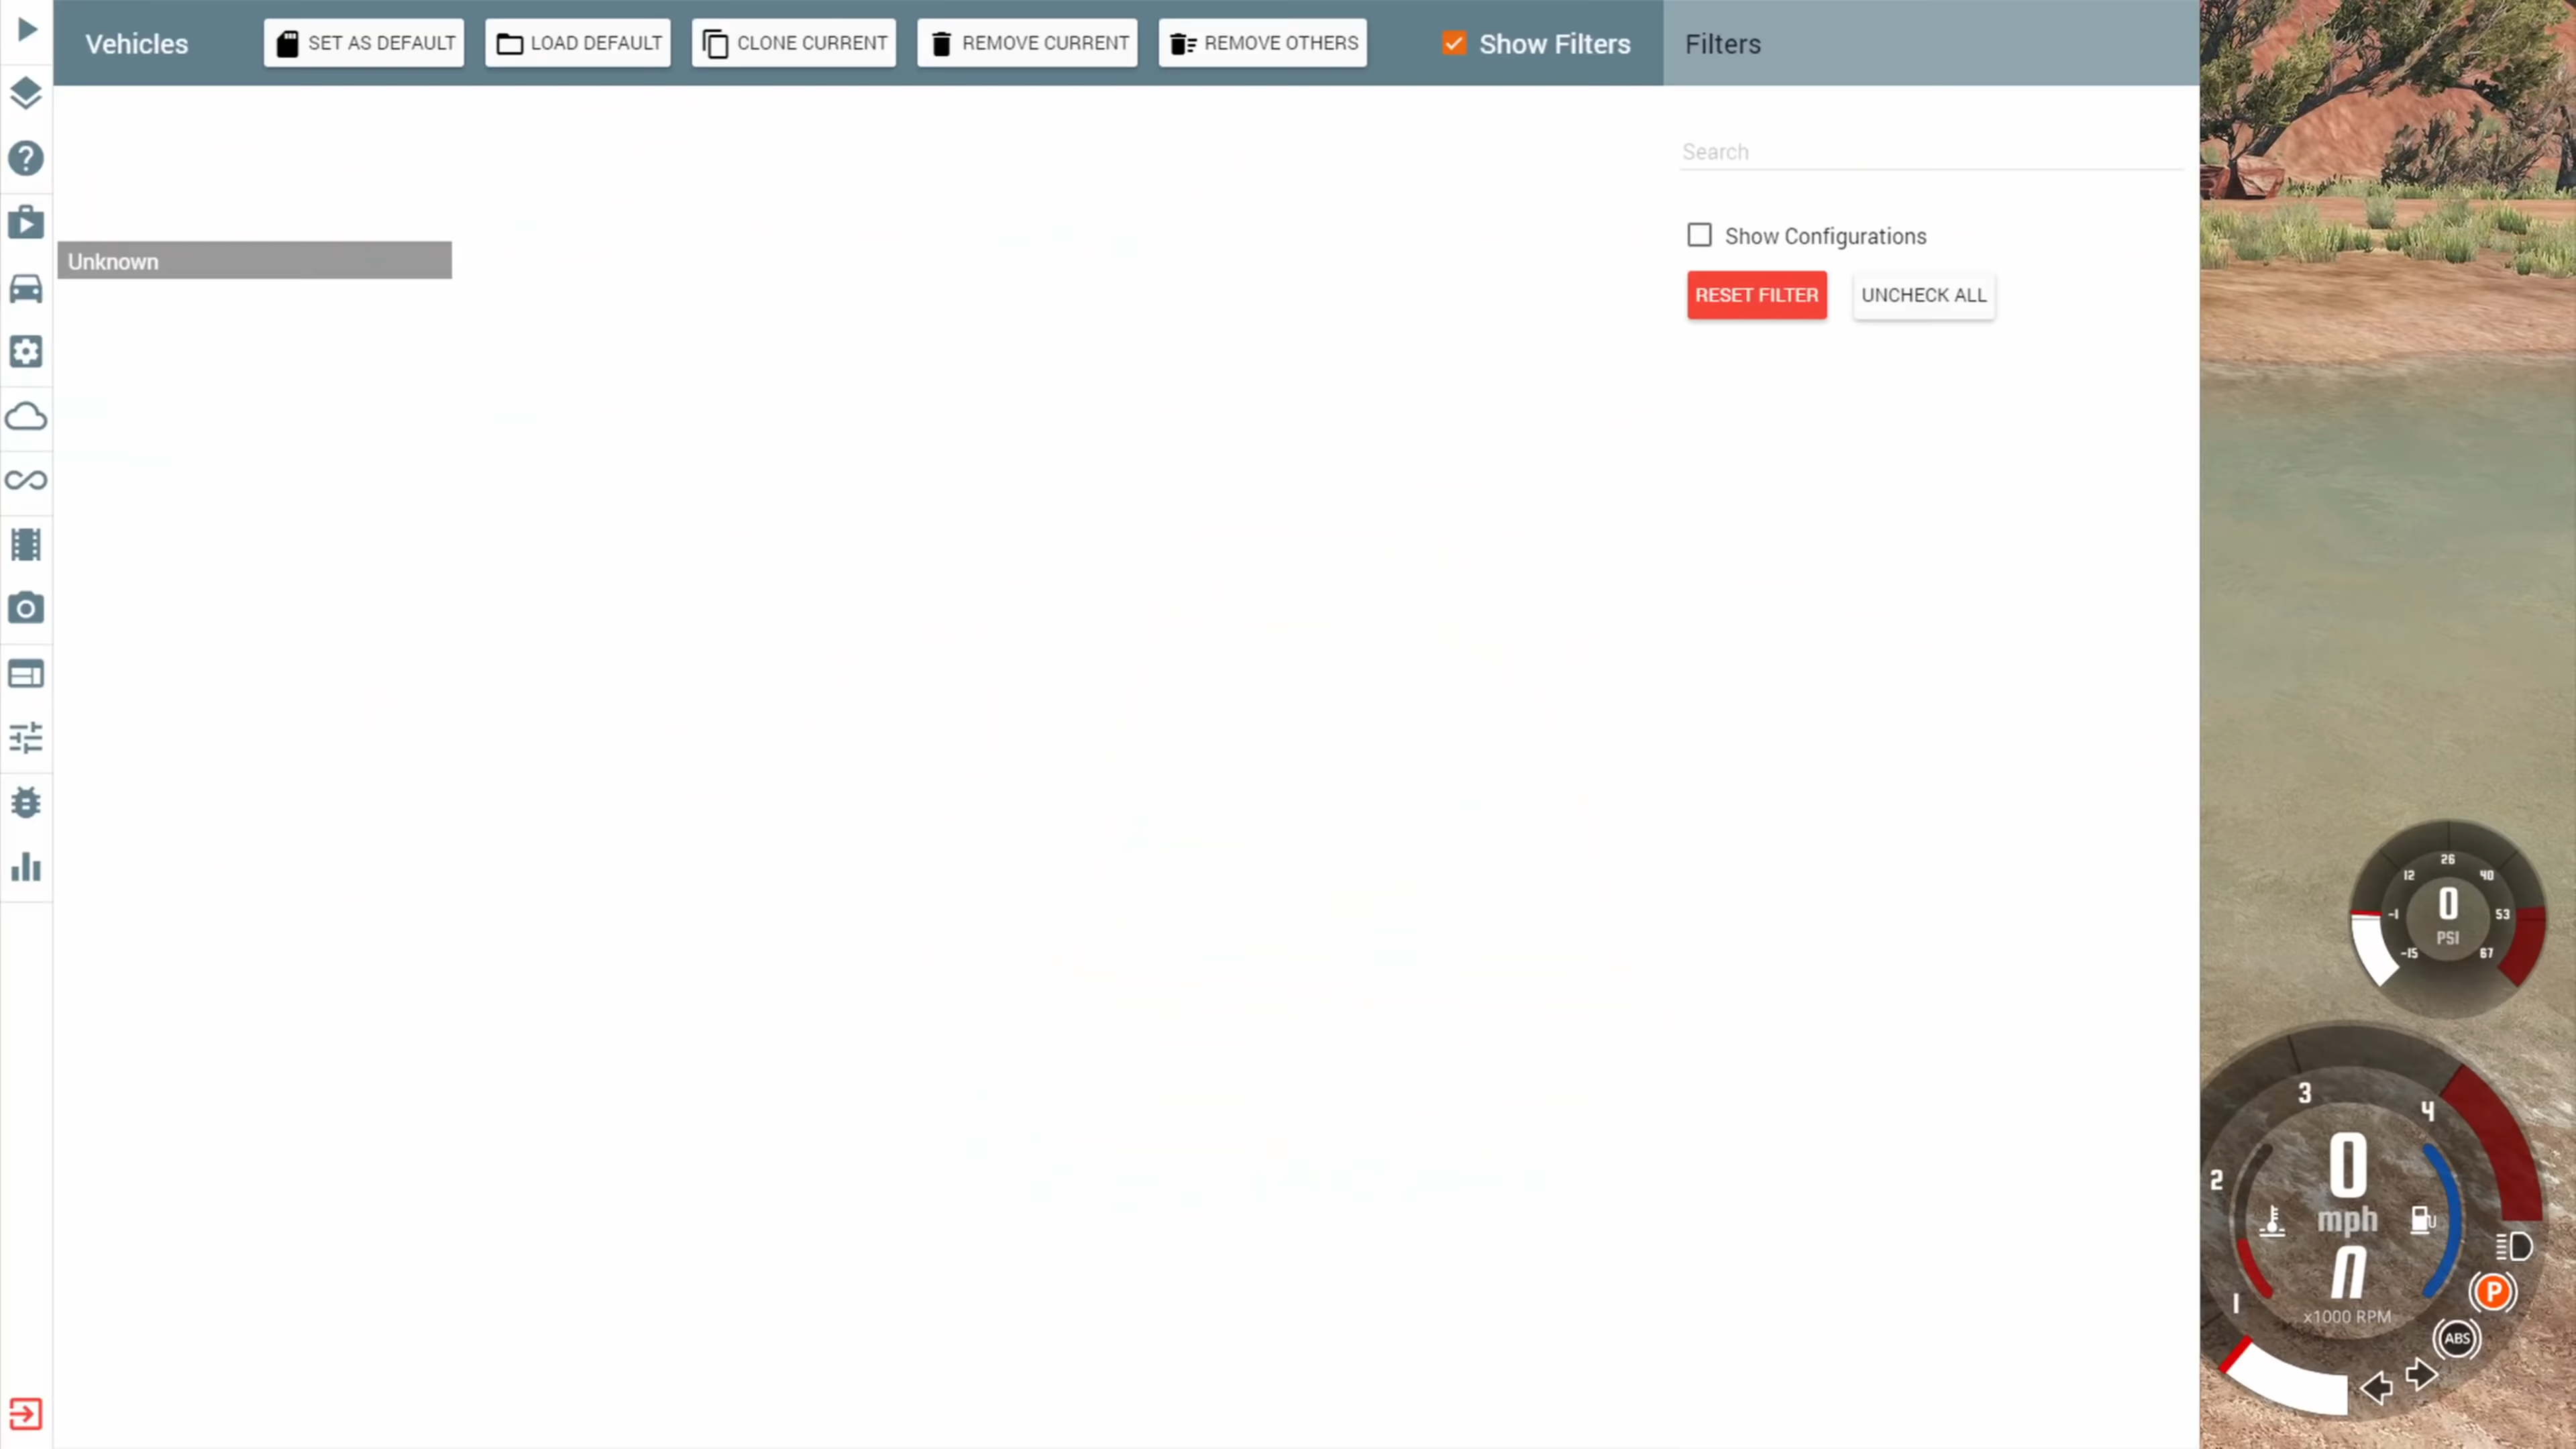 Vehicles
SET AS DEFAULT
LOAD DEFAULT
CLONE CURRENT
REMOVE CURRENT
REMOVE OTHERS
Show Filters
Filters
Search
Show Configurations
RESET FILTER
UNCHECK ALL
Unknown
26
12
40
0
-1
53
PSI
-15
67
3
4
0
2
mph
n
1
P
x1000 RPM
ABS